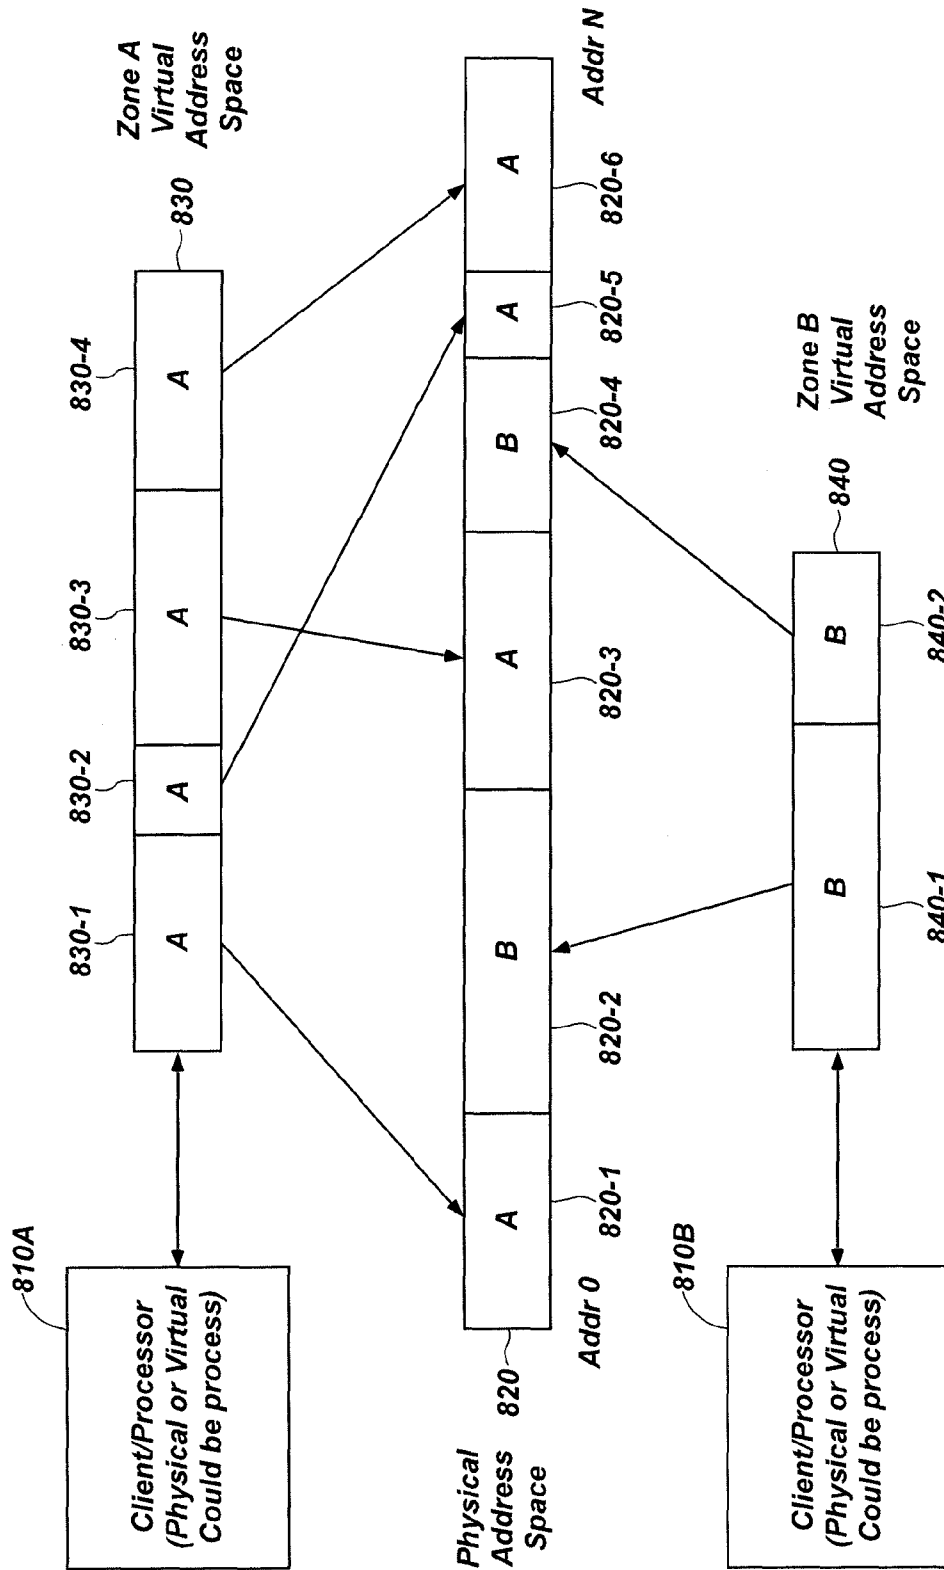 810A
Client/Processor
(Physical or Virtual
Could be process)
830-1
830-2
830-3
830-4
A
A
A
A
830
Zone A
Virtual
Address
Space
Physical
Address
Space
820
Addr 0
A
B
A
B
A
A
820-1
820-2
820-3
820-4
820-5
820-6
Addr N
810B
Client/Processor
(Physical or Virtual
Could be process)
B
B
840-1
840-2
840
Zone B
Virtual
Address
Space